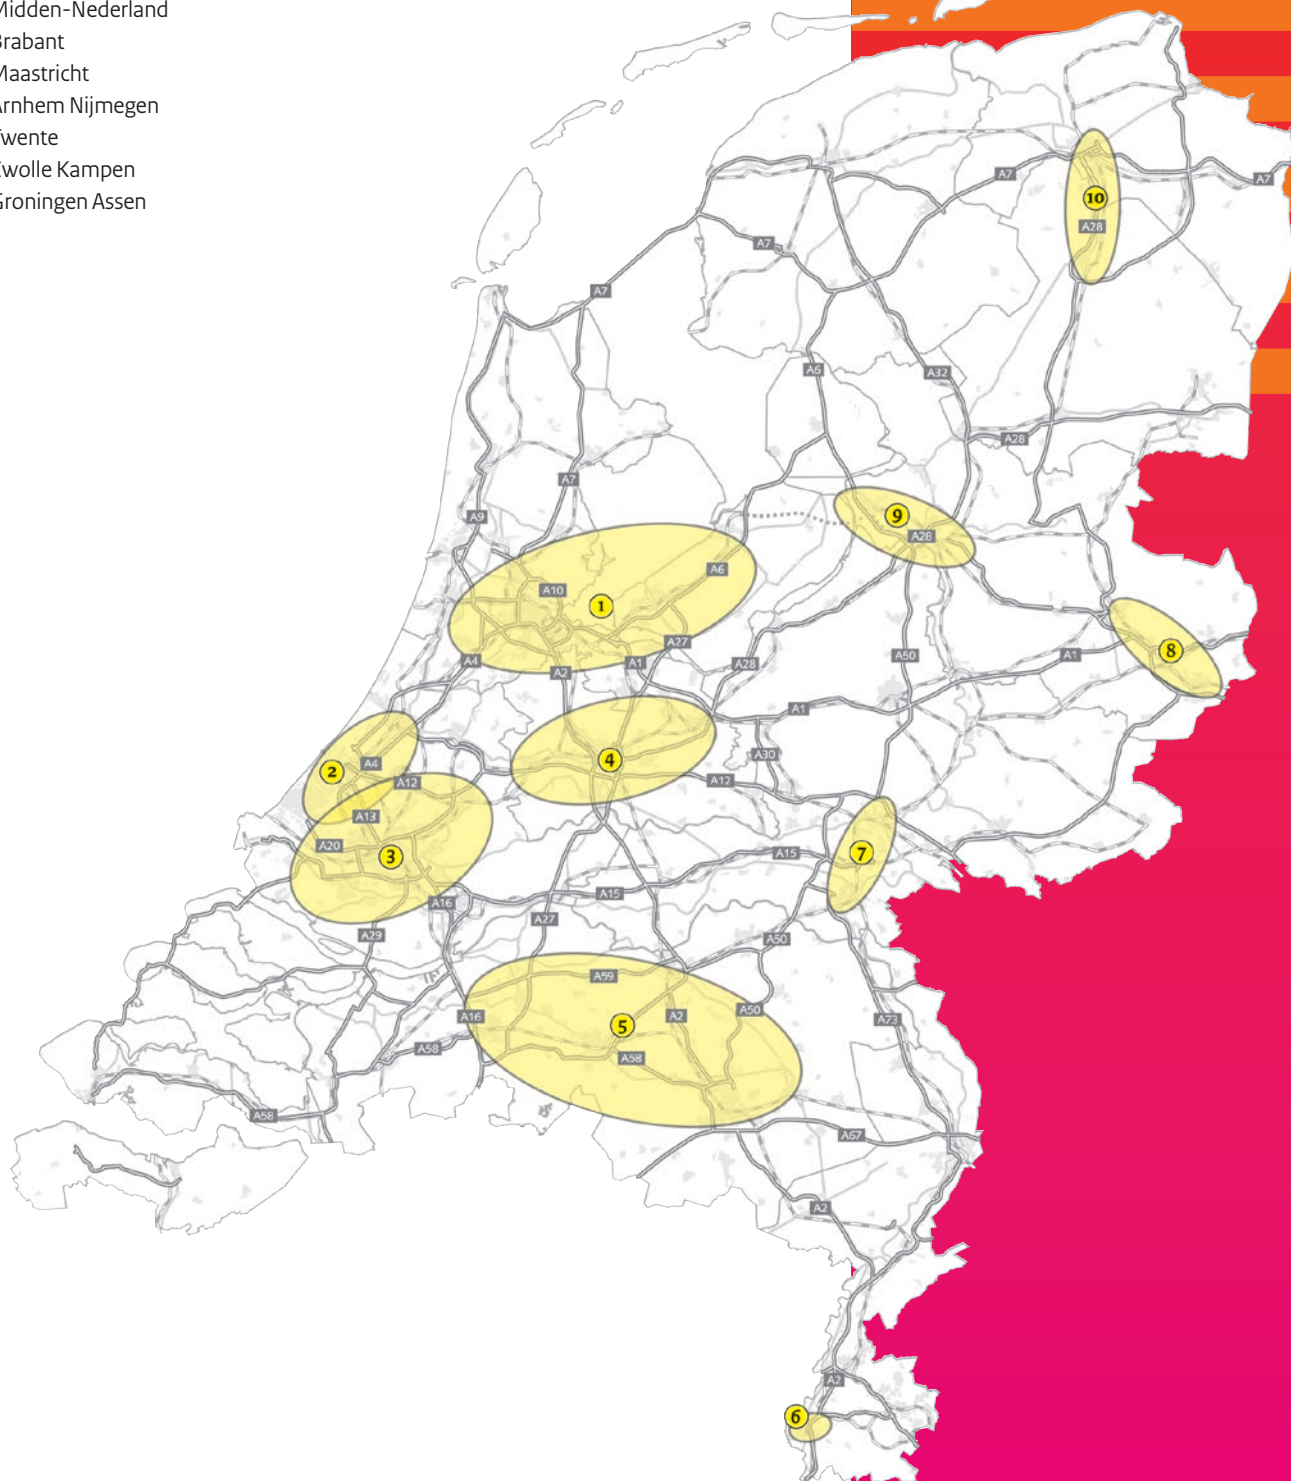 Midden-Nederland
Brabant
Maastricht
Arnhem Nijmegen
Twente
Zwolle Kampen
Groningen Assen
A7
A7
10
A28
A7
A7
A6
A32
A28
A7
A9
9
A28
A6
A10
1
A27
8
A4
A2
A1
A28
A50
A1
A1
4
A30
2
A4
A12
A12
A13
A20
3
A15
7
A15
A16
A27
A29
A50
A59
A50
A16
5
A2
A73
A58
A58
A58
A67
A2
A2
6